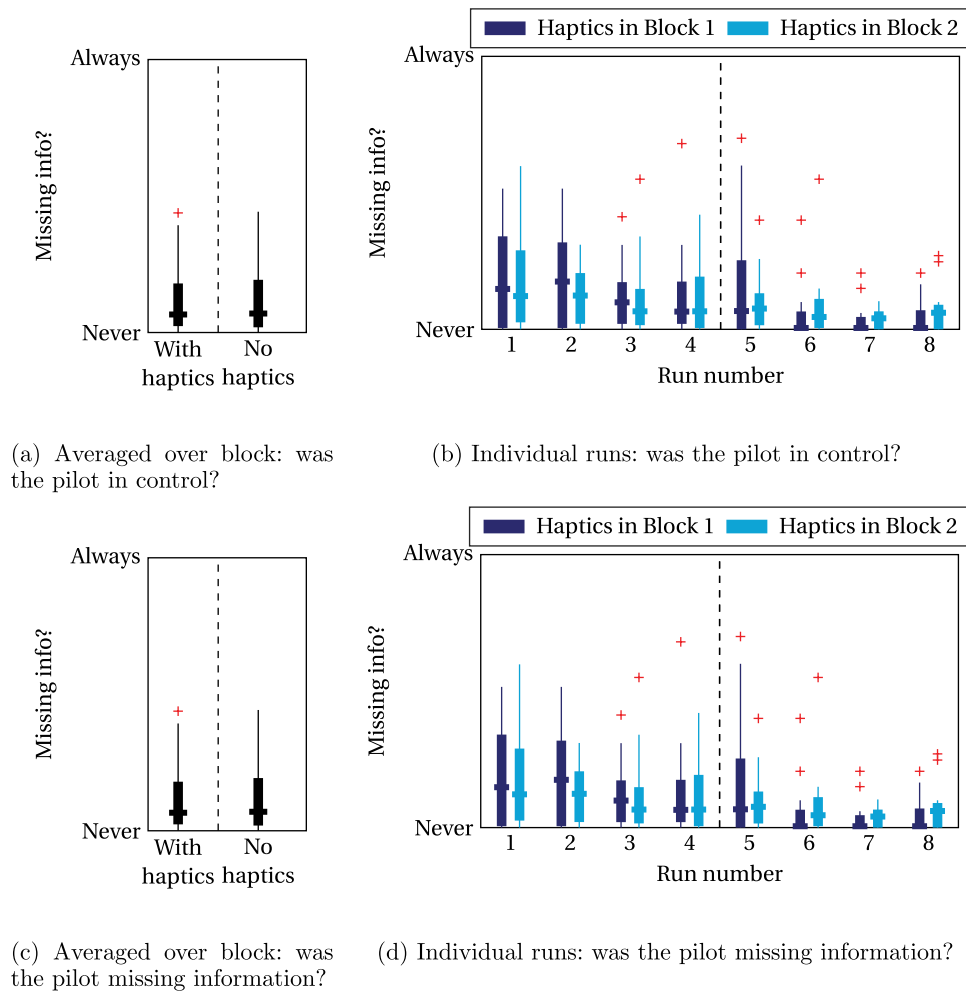 Haptics in Block 1 Haptics in Block 2
Always
Missing info?
Never
With haptics
No haptics
Always
Missing info?
Never
1 2 3 4 5 6 7 8
Run number
(a) Averaged over block: was
the pilot in control?
(b) Individual runs: was the pilot in control?
Haptics in Block 1 Haptics in Block 2
Always
Missing info?
Never
With haptics
No haptics
Always
Missing info?
Never
1 2 3 4 5 6 7 8
Run number
(c) Averaged over block: was
the pilot missing information?
(d) Individual runs: was the pilot missing information?